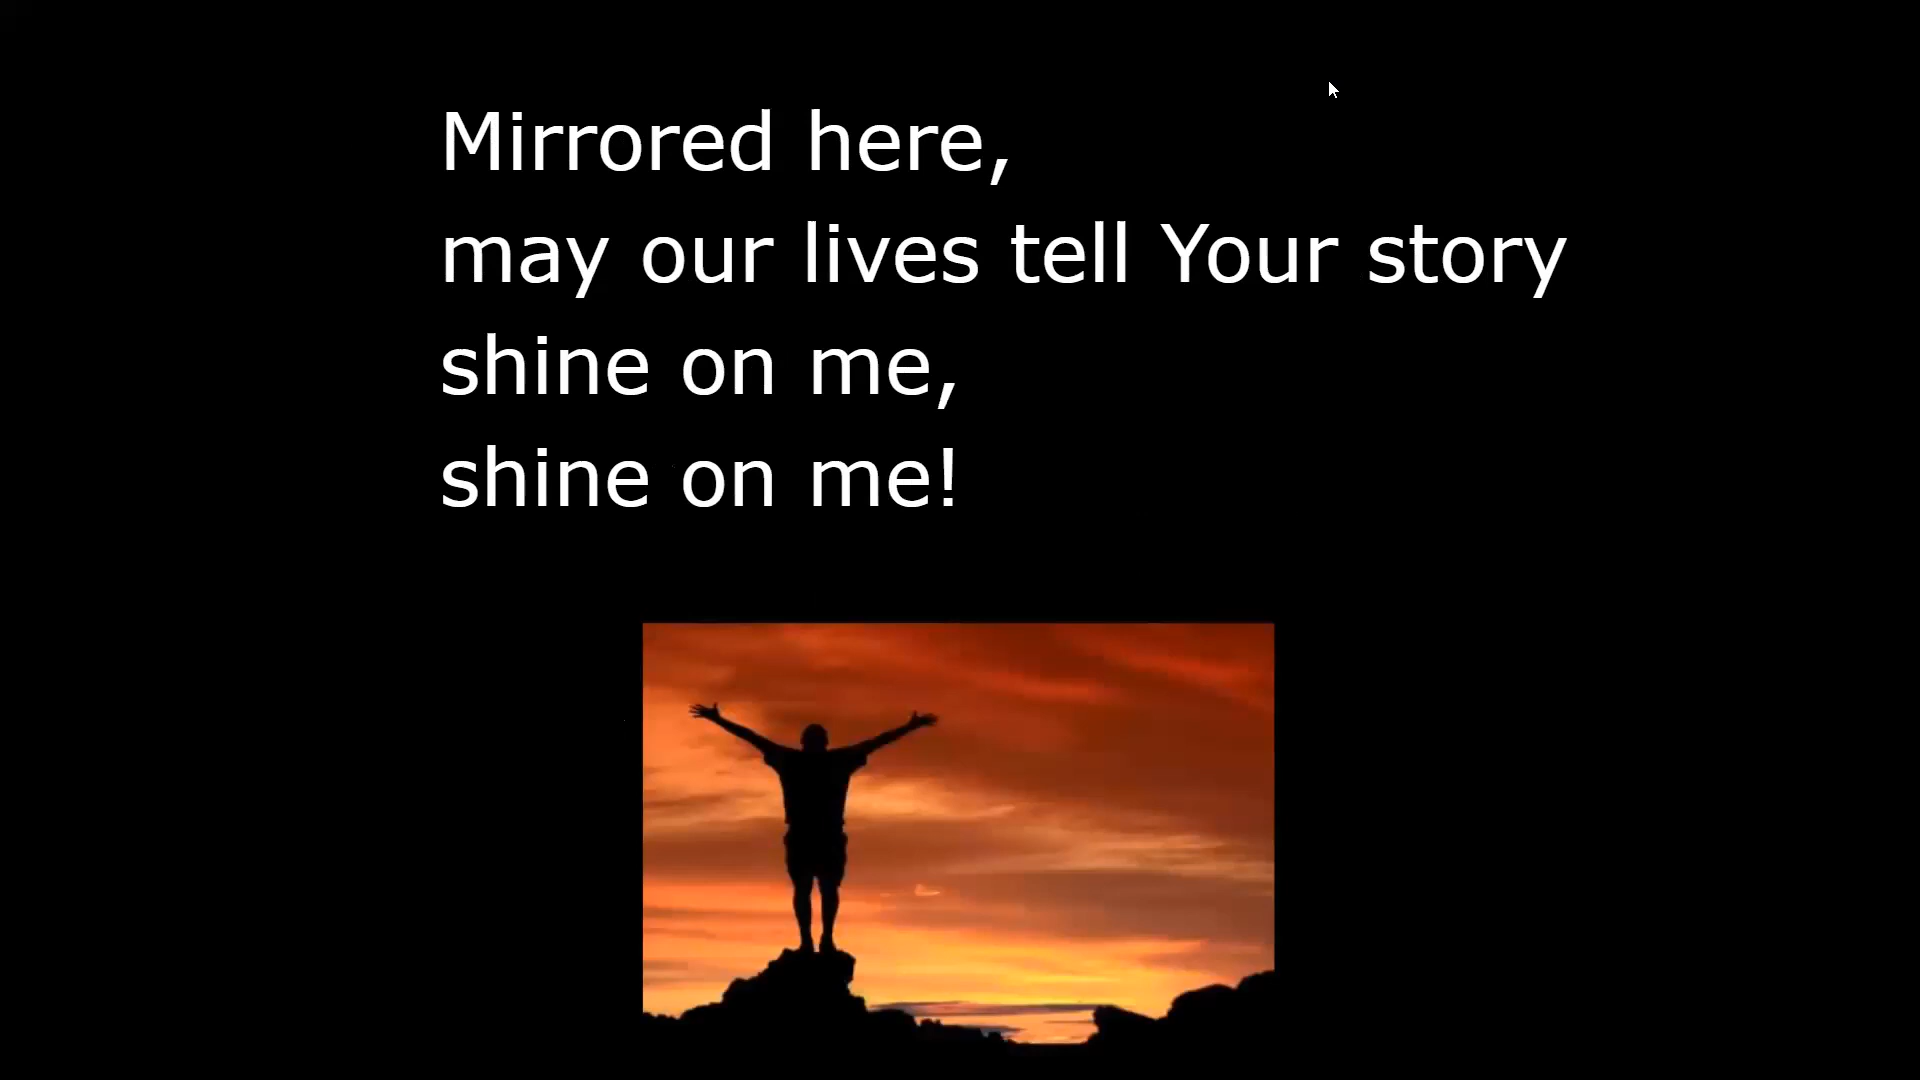 Mirrored here,
may our lives tell Your story
shine on me,
shine on me!